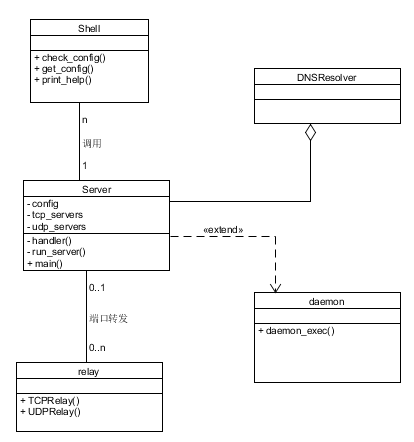 Shell
+ check_config()
+ get_config()
+ print_help()
n
调用
1
DNSResolver
Server
- config
- tcp_servers
- udp_servers
- handler()
- run_server()
+ main()
«extend»
daemon
+ daemon_exec()
0..1
端口转发
0..n
relay
+ TCPRelay()
+ UDPRelay()